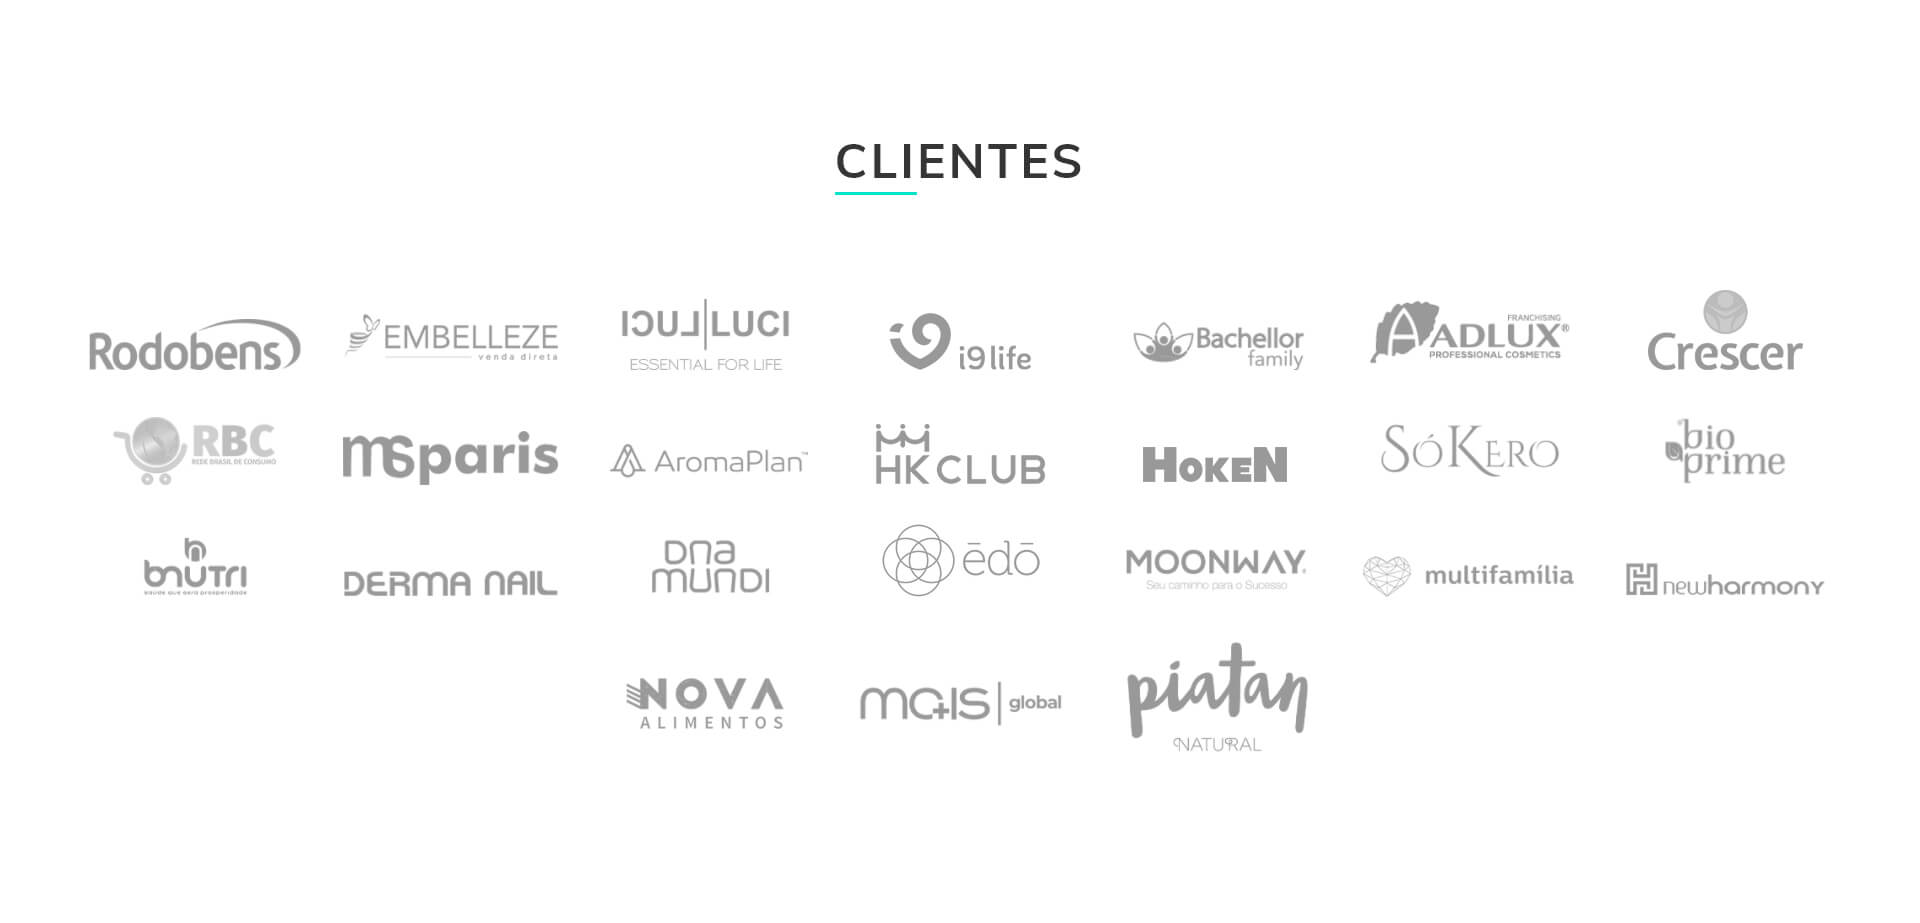 CLIENTES
Rodobens
EMBELLEZE
venda direta
LUCI LUCI
ESSENTIAL FOR LIFE
i9life
Bachellor
family
FRANCHISING
ADLUX®
PROFESSIONAL COSMETICS
Crescer
RBC
REDE BRASIL DE CONSUMO
msparis
AromaPlan™
HK CLUB
HOKEN
SÓKERO
bio
prime
bnutri
saúde que gera prosperidade
DERMA NAIL
DNA
MUNDI
ēdō
MOONWAY®
Seu caminho para o Sucesso
multifamília
newharmony
NOVA
ALIMENTOS
MAIS global
piatan
NATURAL